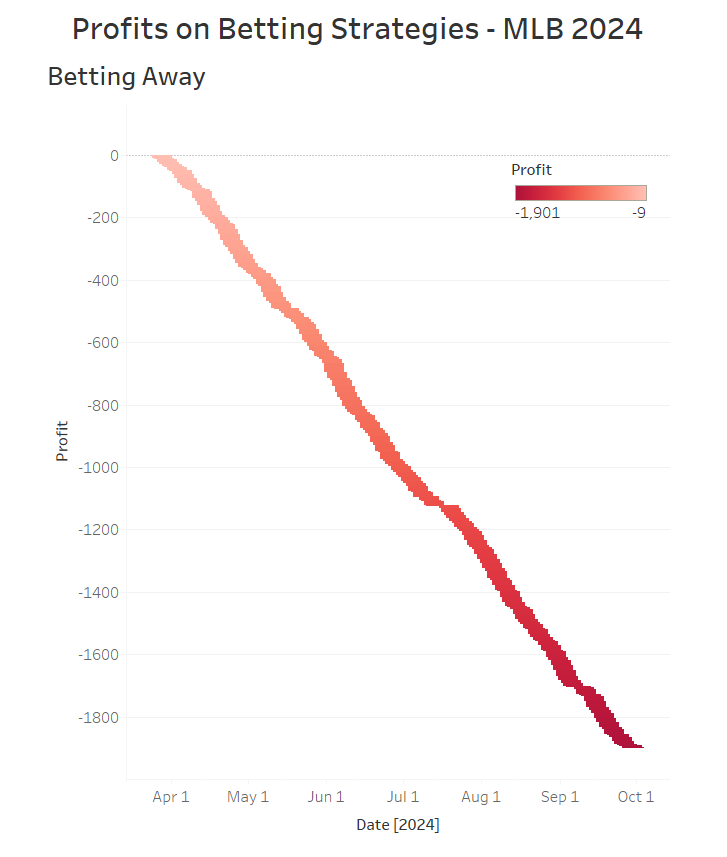 Profits on Betting Strategies - MLB 2024
Betting Away
Profit
-1,901 -9
0
-200
-400
-600
-800
-1000
-1200
-1400
-1600
-1800
Profit
Apr 1 May 1 Jun 1 Jul 1 Aug 1 Sep 1 Oct 1
Date [2024]